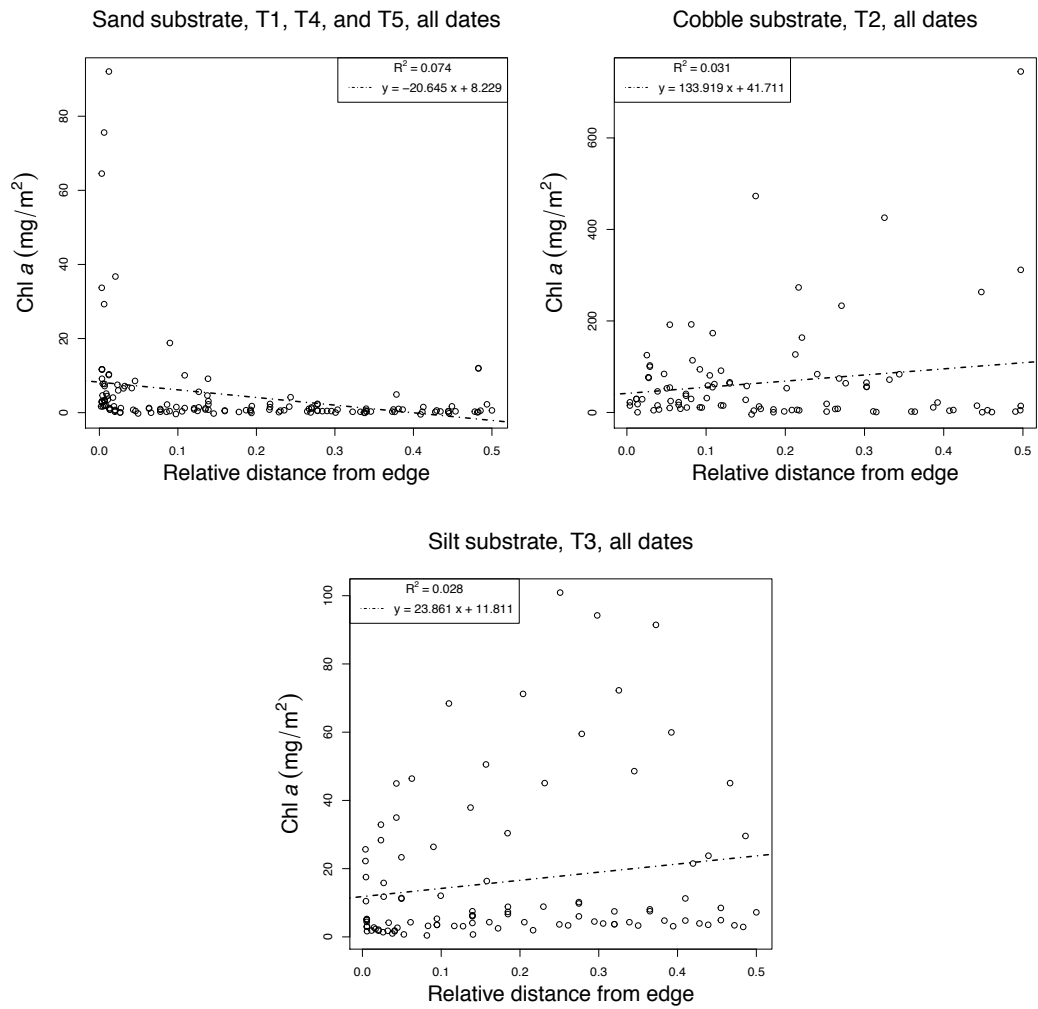 Sand substrate, T1, T4, and T5, all dates
R² = 0.074
y = −20.645 x + 8.229
Chl a (mg/m²)
0 20 40 60 80
0.0 0.1 0.2 0.3 0.4 0.5
Relative distance from edge
Cobble substrate, T2, all dates
R² = 0.031
y = 133.919 x + 41.711
Chl a (mg/m²)
0 200 400 600
0.0 0.1 0.2 0.3 0.4 0.5
Relative distance from edge
Silt substrate, T3, all dates
R² = 0.028
y = 23.861 x + 11.811
Chl a (mg/m²)
0 20 40 60 80 100
0.0 0.1 0.2 0.3 0.4 0.5
Relative distance from edge